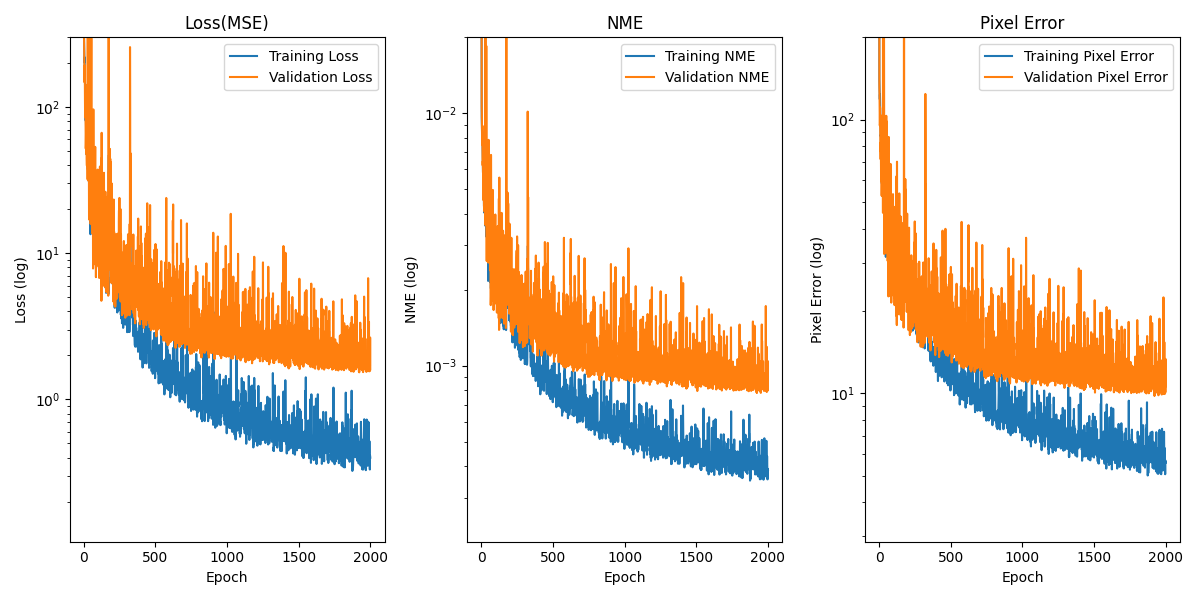 Loss(MSE)
Loss (log)
10²
10¹
10⁰
Training Loss
Validation Loss
0 500 1000 1500 2000
Epoch
NME
NME (log)
10⁻²
10⁻³
Training NME
Validation NME
0 500 1000 1500 2000
Epoch
Pixel Error
Pixel Error (log)
10²
10¹
Training Pixel Error
Validation Pixel Error
0 500 1000 1500 2000
Epoch